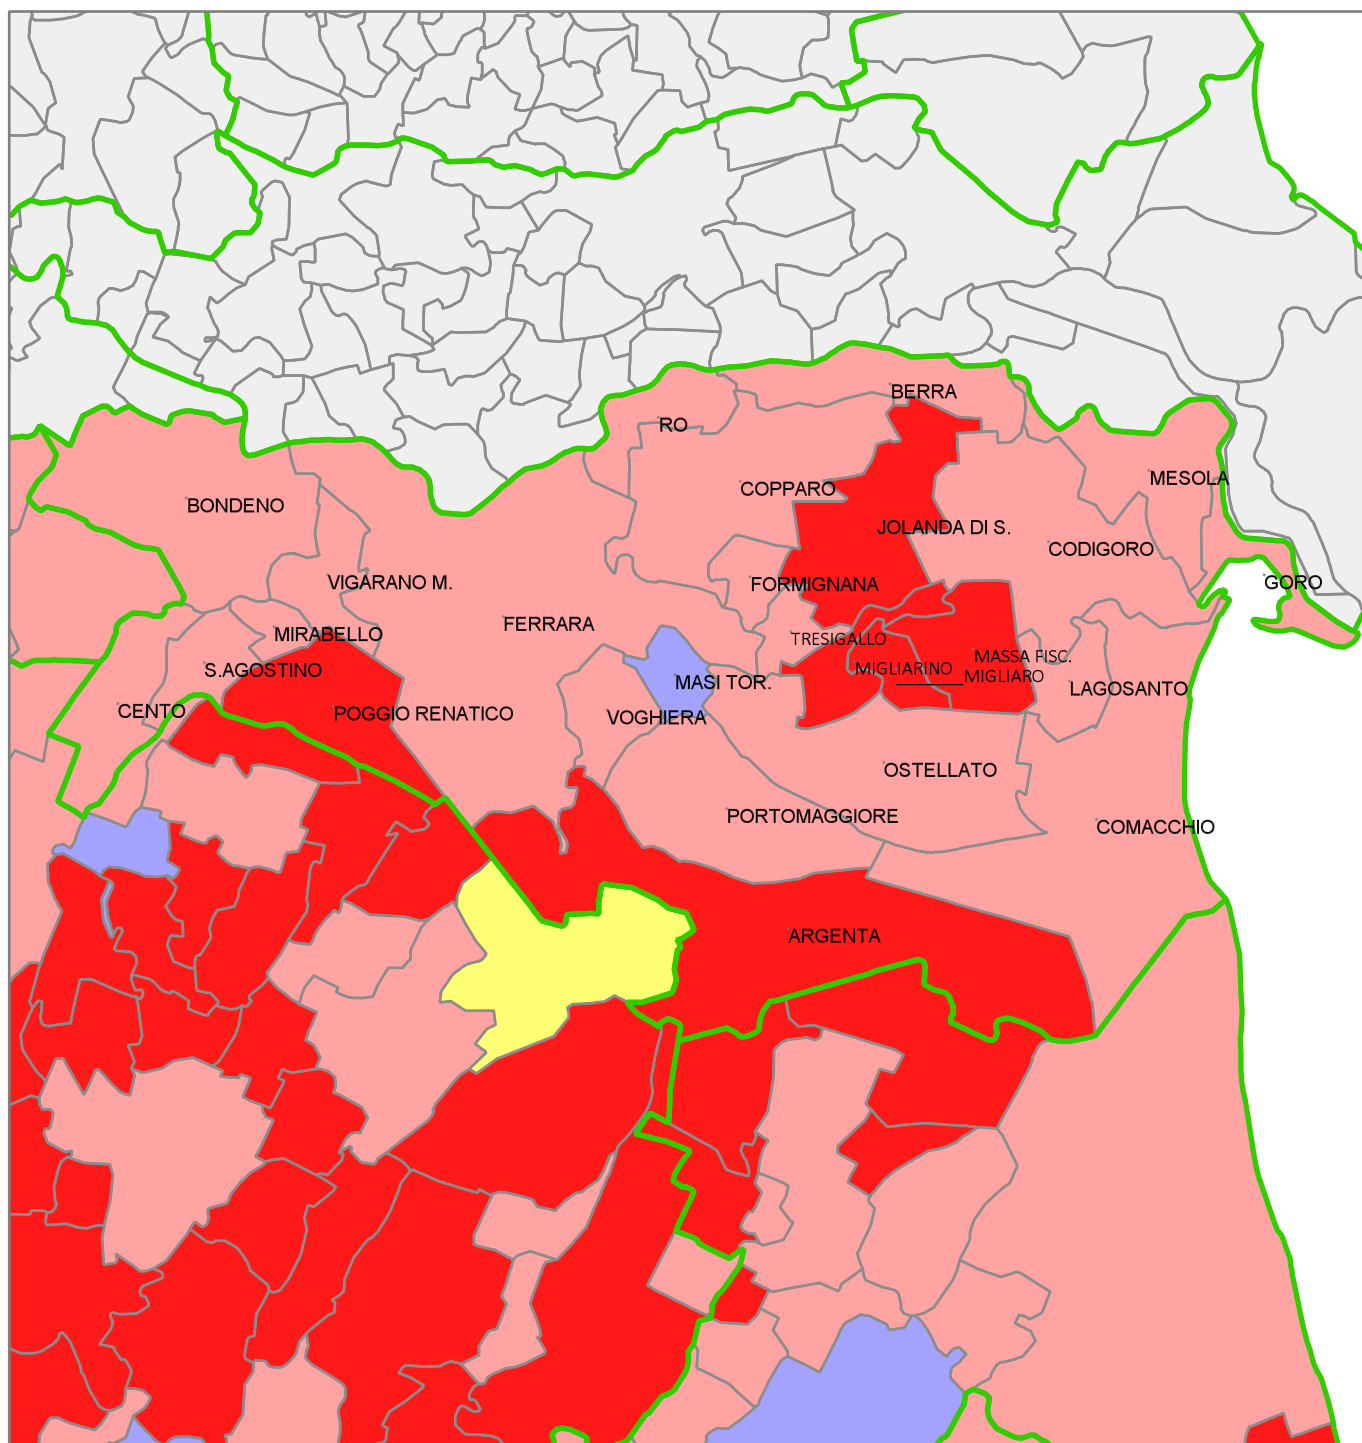 BERRA
RO
MESOLA
COPPARO
BONDENO
JOLANDA DI S.
CODIGORO
VIGARANO M.
FORMIGNANA
GORO
FERRARA
MIRABELLO
TRESIGALLO
MASSA FISC.
S.AGOSTINO
MIGLIARINO
MIGLIARO
MASI TOR.
LAGOSANTO
CENTO
POGGIO RENATICO
VOGHIERA
OSTELLATO
PORTOMAGGIORE
COMACCHIO
ARGENTA